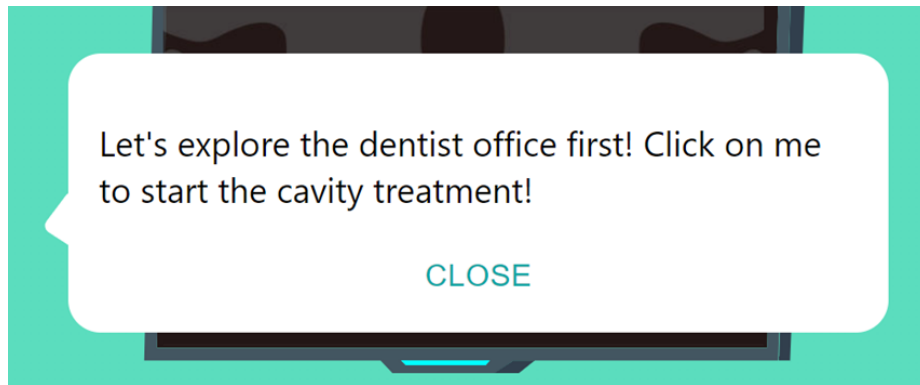 Let's explore the dentist office first! Click on me
to start the cavity treatment!
CLOSE